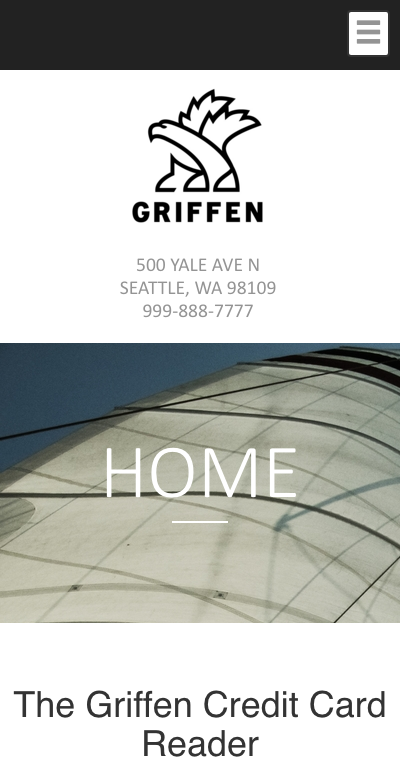 GRIFFEN
500 YALE AVE N
SEATTLE, WA 98109
999-888-7777
HOME
The Griffen Credit Card
Reader